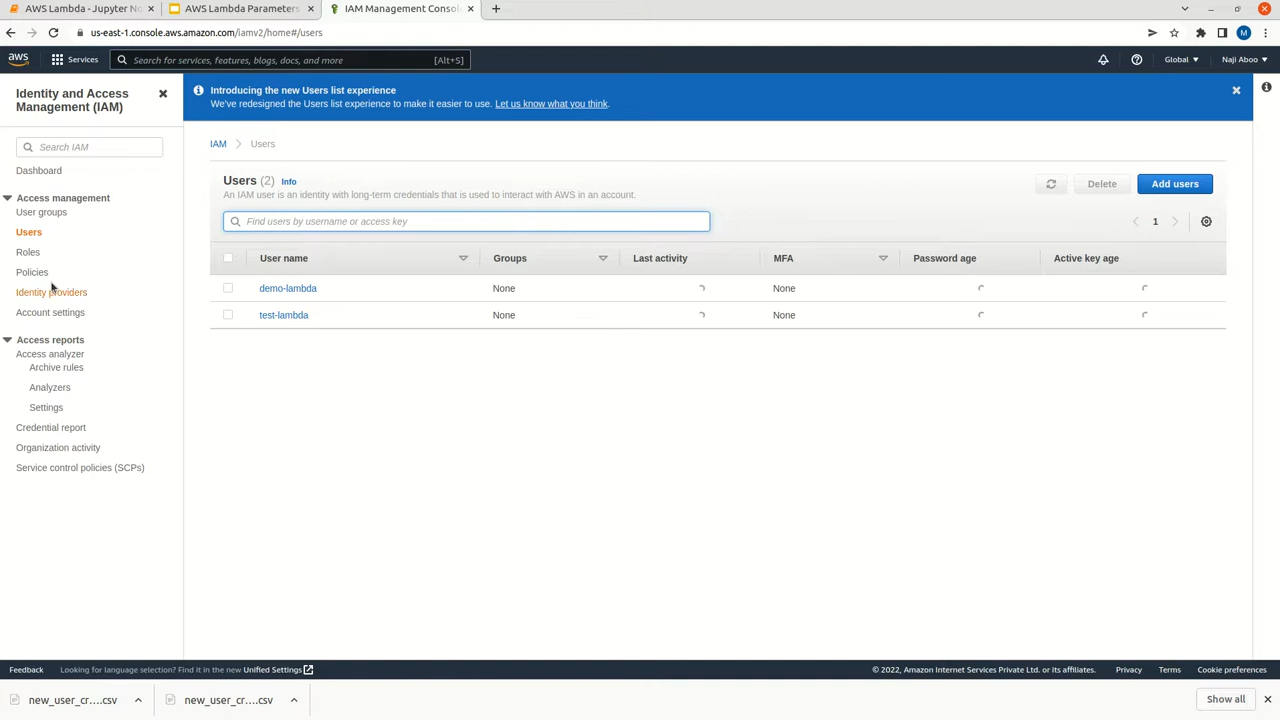 AWS Lambda - Jupyter No
AWS Lambda Parameters
IAM Management Consol
us-east-1.console.aws.amazon.com/iamv2/home#/users
M
aws
Services
Search for services, features, blogs, docs, and more
[Alt+S]
Global
Naji Aboo
Identity and Access Management (IAM)
Search IAM
Dashboard
Access management
User groups
Users
Roles
Policies
Identity providers
Account settings
Access reports
Access analyzer
Archive rules
Analyzers
Settings
Credential report
Organization activity
Service control policies (SCPs)
Introducing the new Users list experience
We've redesigned the Users list experience to make it easier to use. Let us know what you think.
IAM > Users
Users (2) Info
An IAM user is an identity with long-term credentials that is used to interact with AWS in an account.
Delete
Add users
Find users by username or access key
1
User name Groups Last activity MFA Password age Active key age
demo-lambda None None
test-lambda None None
Feedback
Looking for language selection? Find it in the new Unified Settings
© 2022, Amazon Internet Services Private Ltd. or its affiliates.
Privacy
Terms
Cookie preferences
new_user_cr....csv
new_user_cr....csv
Show all